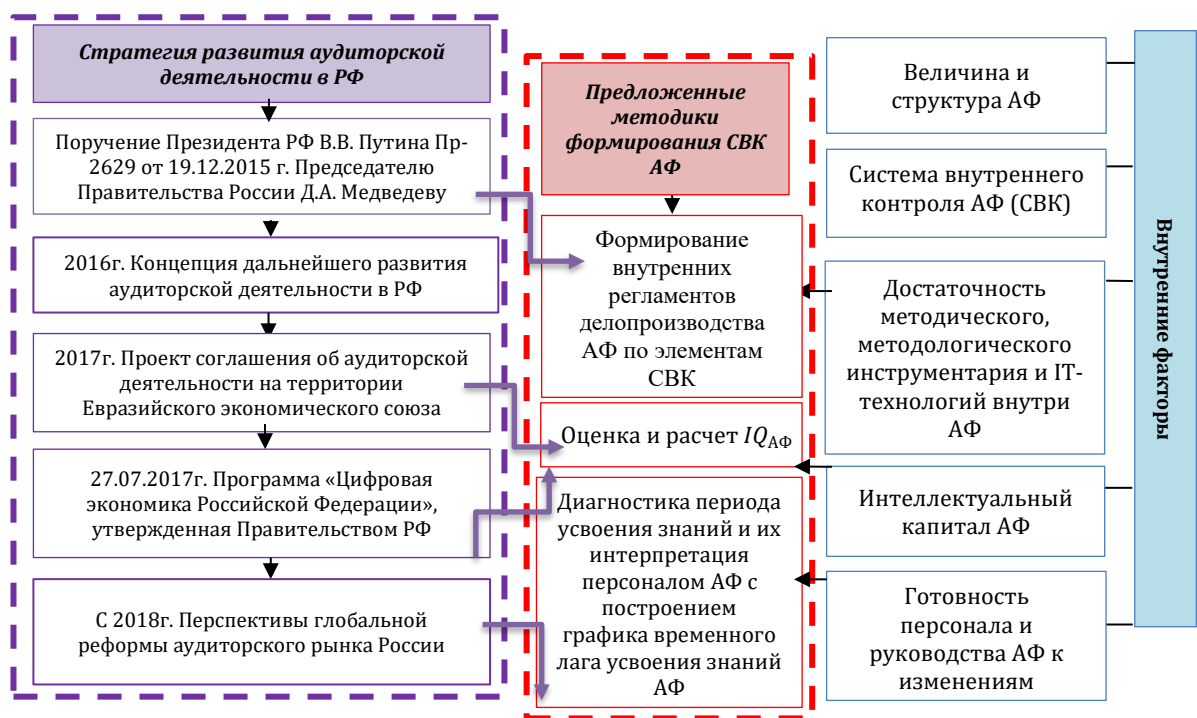 Стратегия развития аудиторской
деятельности в РФ
Поручение Президента РФ В.В. Путина Пр-
2629 от 19.12.2015 г. Председателю
Правительства России Д.А. Медведеву
2016г. Концепция дальнейшего развития
аудиторской деятельности в РФ
2017г. Проект соглашения об аудиторской
деятельности на территории
Евразийского экономического союза
27.07.2017г. Программа «Цифровая
экономика Российской Федерации»,
утвержденная Правительством РФ
С 2018г. Перспективы глобальной
реформы аудиторского рынка России
Предложенные
методики
формирования СВК
АФ
Формирование
внутренних
регламентов
делопроизводства
АФ по элементам
СВК
Оценка и расчет IQАФ
Диагностика периода
усвоения знаний и их
интерпретация
персоналом АФ с
построением
графика временного
лага усвоения знаний
АФ
Величина и
структура АФ
Система внутреннего
контроля АФ (СВК)
Достаточность
методического,
методологического
инструментария и IT-
технологий внутри
АФ
Интеллектуальный
капитал АФ
Готовность
персонала и
руководства АФ к
изменениям
Внутренние факторы